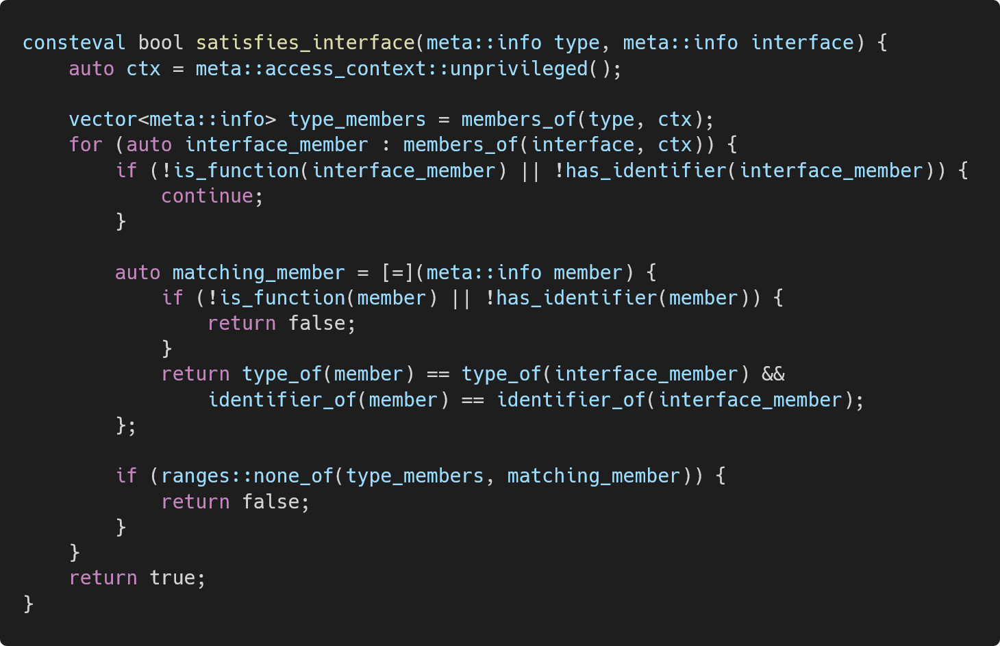 consteval bool satisfies_interface(meta::info type, meta::info interface) {
    auto ctx = meta::access_context::unprivileged();

    vector<meta::info> type_members = members_of(type, ctx);
    for (auto interface_member : members_of(interface, ctx)) {
        if (!is_function(interface_member) || !has_identifier(interface_member)) {
            continue;
        }

        auto matching_member = [=](meta::info member) {
            if (!is_function(member) || !has_identifier(member)) {
                return false;
            }
            return type_of(member) == type_of(interface_member) &&
                identifier_of(member) == identifier_of(interface_member);
        };

        if (ranges::none_of(type_members, matching_member)) {
            return false;
        }
    }
    return true;
}